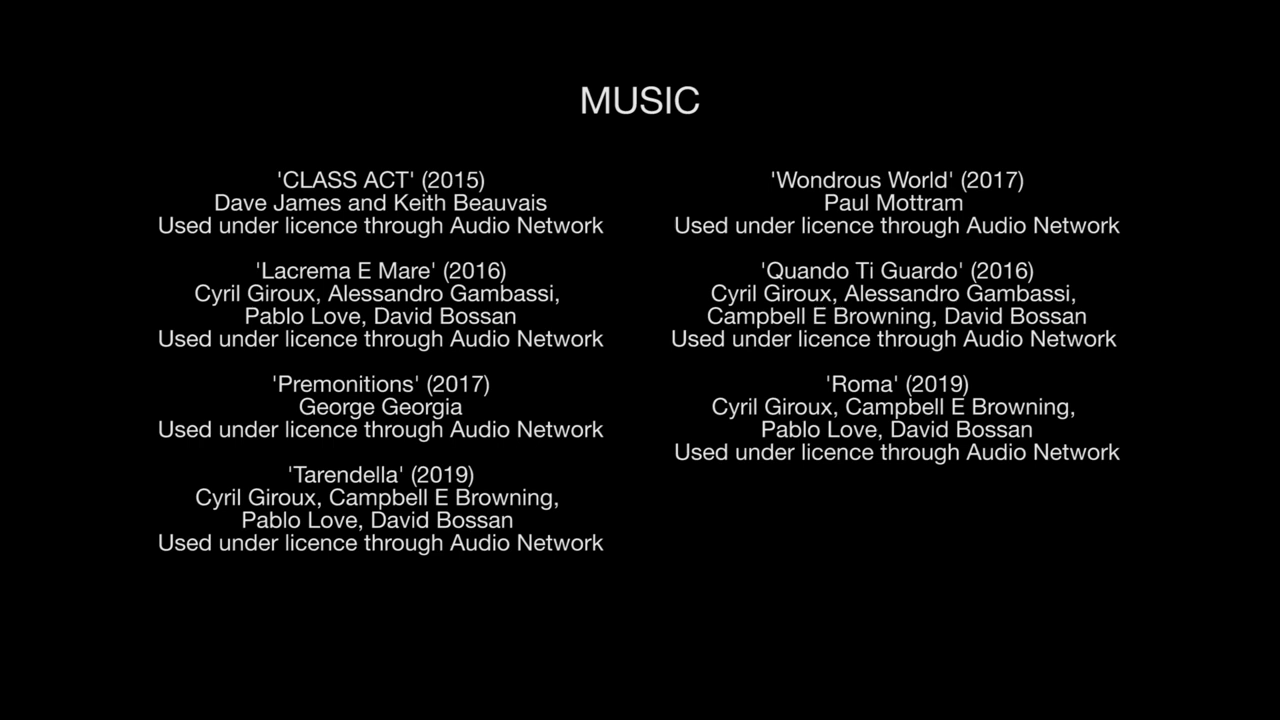 MUSIC
'CLASS ACT' (2015)
Dave James and Keith Beauvais
Used under licence through Audio Network
'Lacrema E Mare' (2016)
Cyril Giroux, Alessandro Gambassi,
Pablo Love, David Bossan
Used under licence through Audio Network
'Premonitions' (2017)
George Georgia
Used under licence through Audio Network
'Tarendella' (2019)
Cyril Giroux, Campbell E Browning,
Pablo Love, David Bossan
Used under licence through Audio Network
'Wondrous World' (2017)
Paul Mottram
Used under licence through Audio Network
'Quando Ti Guardo' (2016)
Cyril Giroux, Alessandro Gambassi,
Campbell E Browning, David Bossan
Used under licence through Audio Network
'Roma' (2019)
Cyril Giroux, Campbell E Browning,
Pablo Love, David Bossan
Used under licence through Audio Network